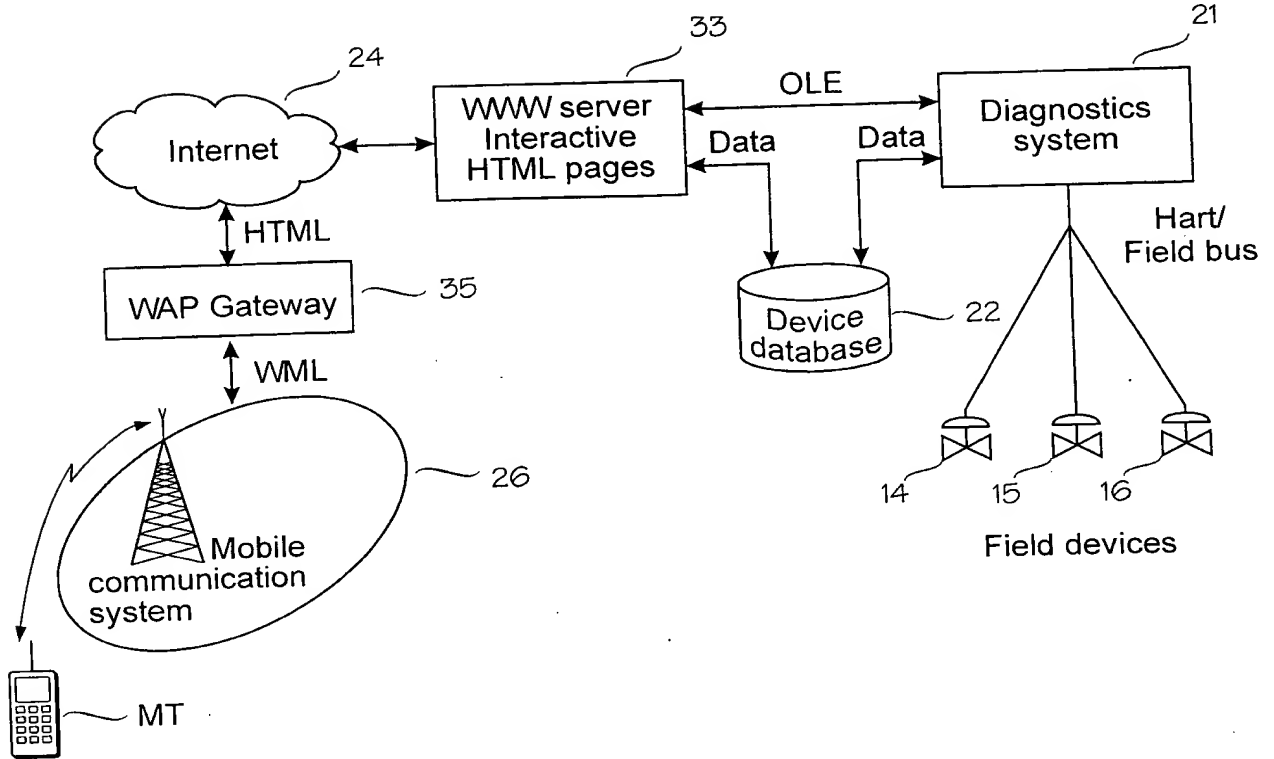 24
33
21
Internet
WWW server
Interactive
HTML pages
OLE
Data
Data
Diagnostics
system
HTML
WAP Gateway
35
Hart/
Field bus
Device
database
22
WML
26
Mobile
communication
system
14
15
16
Field devices
MT